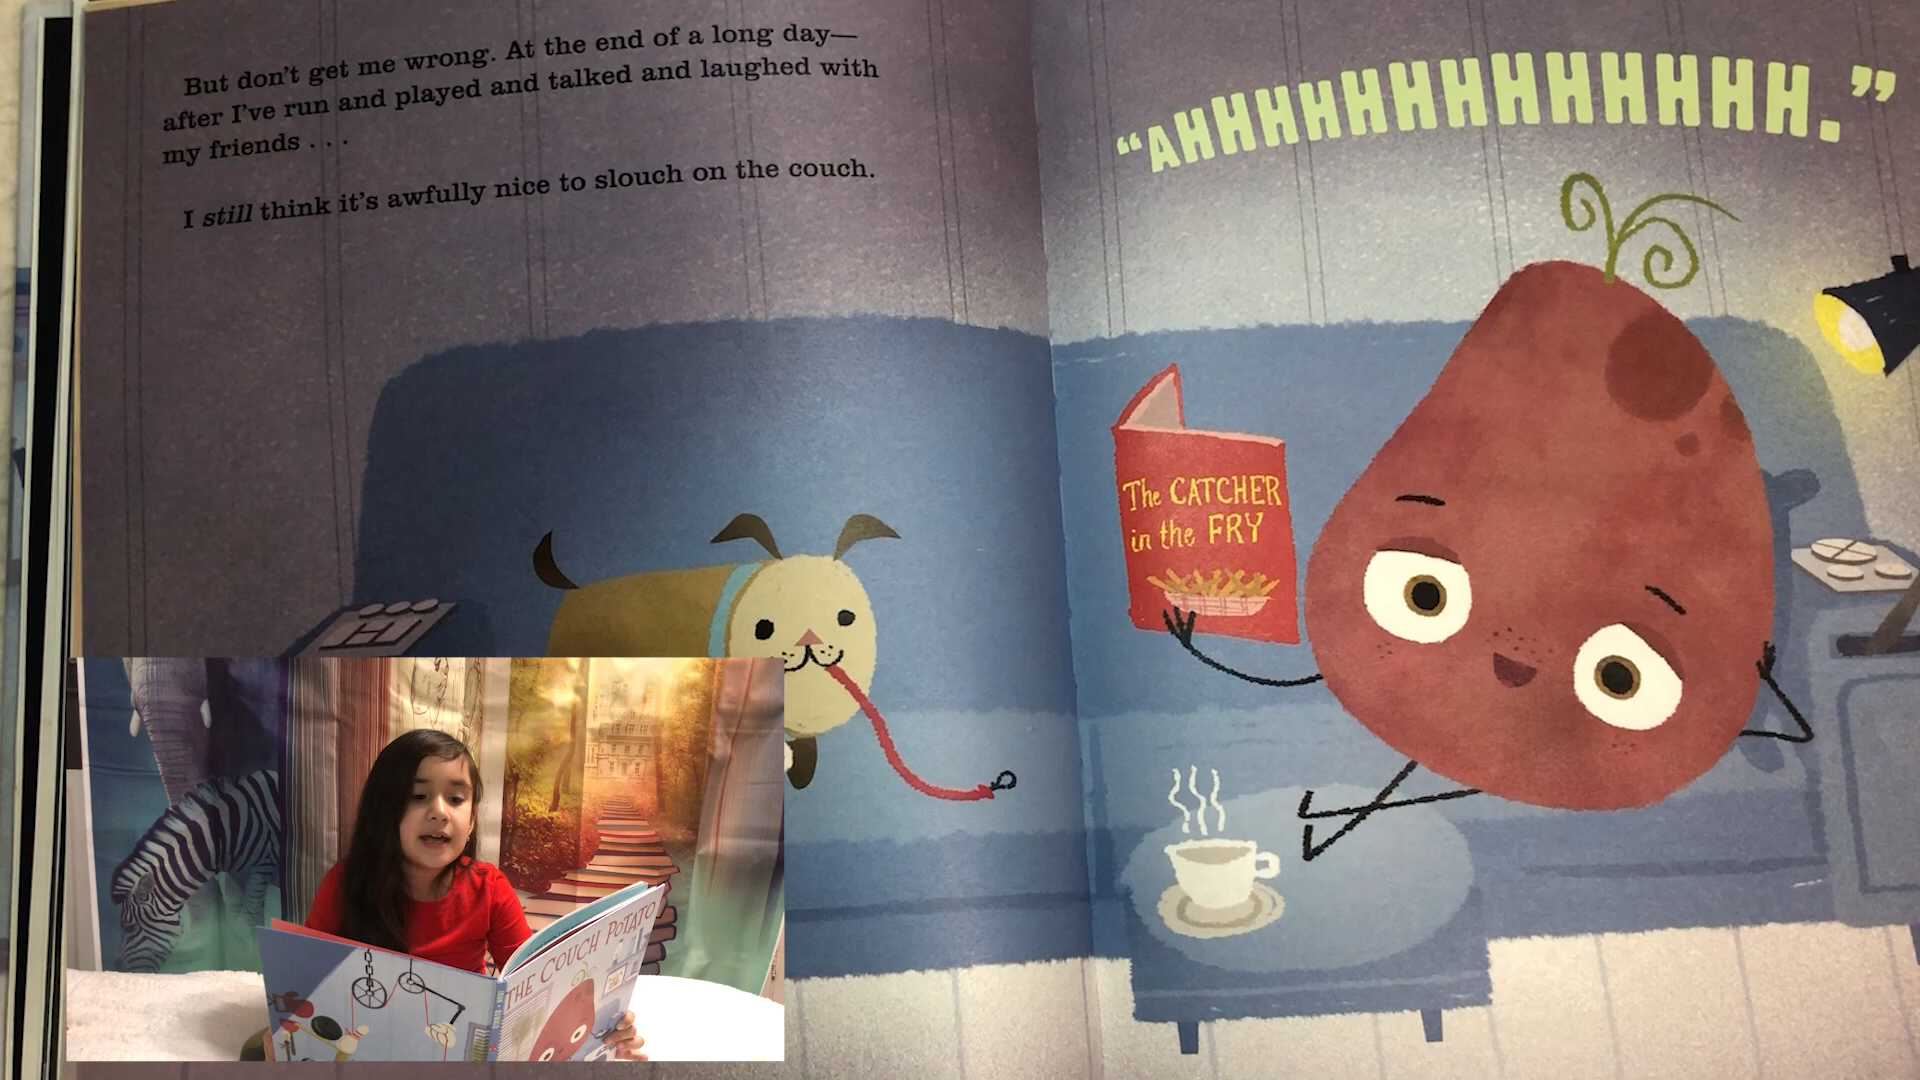 But don't get me wrong. At the end of a long day—
after I've run and played and talked and laughed with
my friends . . .
I still think it's awfully nice to slouch on the couch.
"AHHHHHHHHHHHHHH."
The CATCHER
in the FRY
THE COUCH POTATO